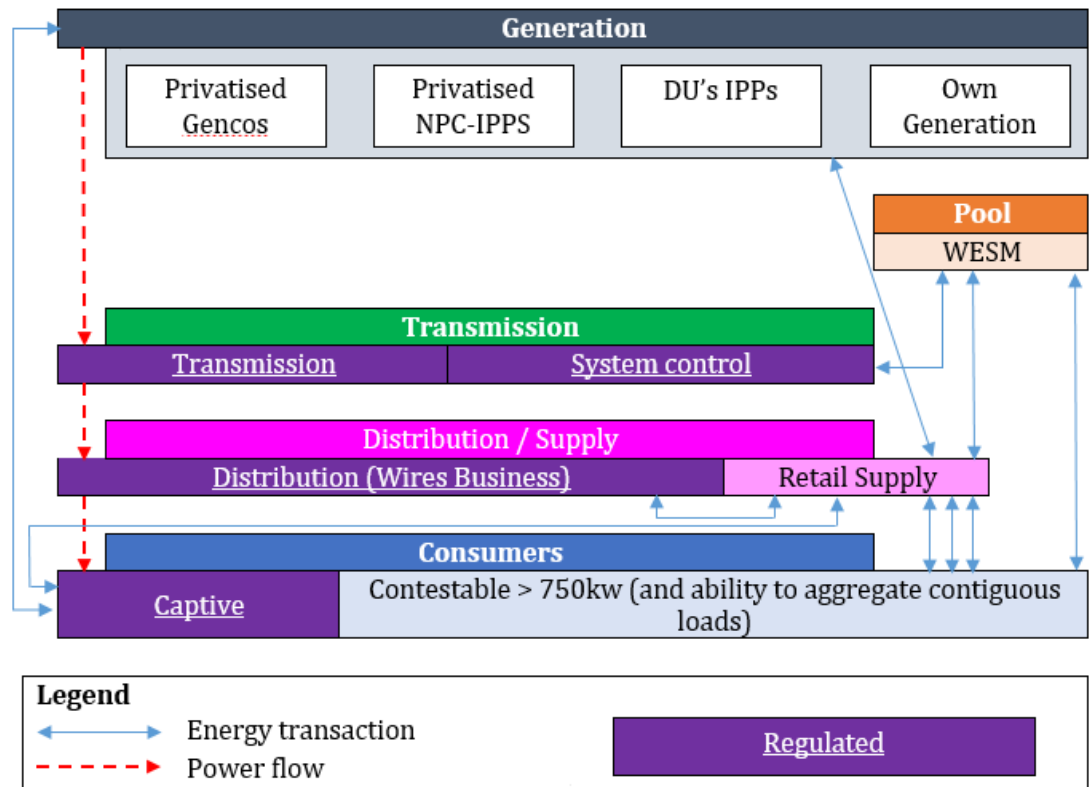 Generation
Privatised
Gencos
Privatised
NPC-IPPS
DU's IPPs
Own
Generation
Pool
WESM
Transmission
Transmission
System control
Distribution / Supply
Distribution (Wires Business)
Retail Supply
Consumers
Captive
Contestable > 750kw (and ability to aggregate contiguous
loads)
Legend
Energy transaction
Power flow
Regulated